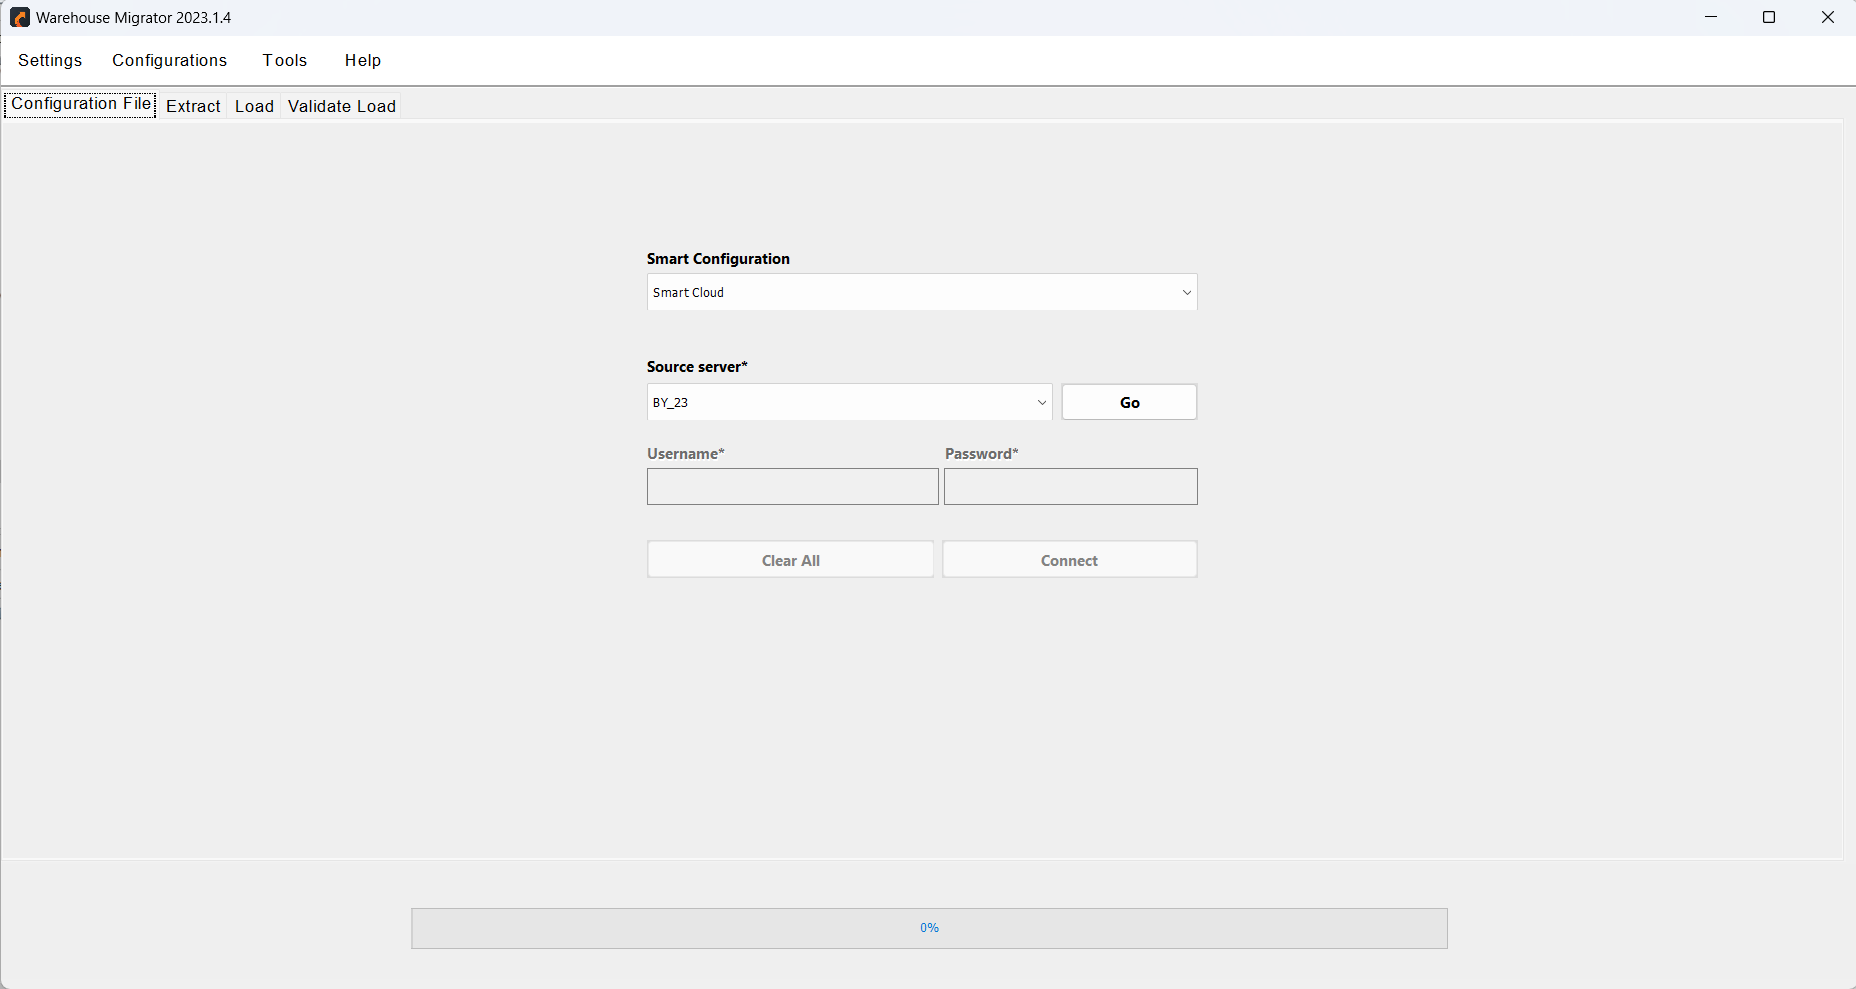 Warehouse Migrator 2023.1.4
Settings Configurations Tools Help
Configuration File Extract Load Validate Load
Smart Configuration
Smart Cloud
Source server*
BY_23 Go
Username* Password*
Clear All Connect
0%